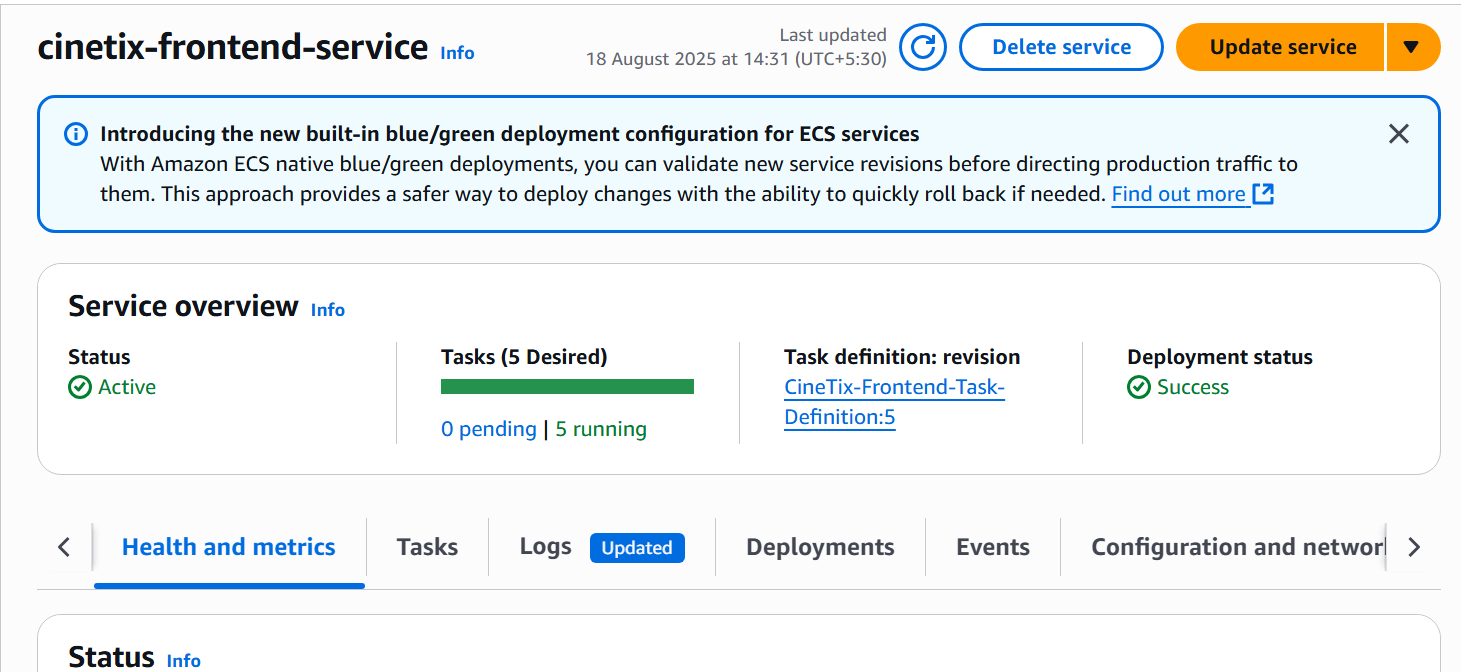 cinetix-frontend-service Info
Last updated
18 August 2025 at 14:31 (UTC+5:30)
Delete service
Update service
Introducing the new built-in blue/green deployment configuration for ECS services
With Amazon ECS native blue/green deployments, you can validate new service revisions before directing production traffic to
them. This approach provides a safer way to deploy changes with the ability to quickly roll back if needed. Find out more
Service overview Info
Status
Active
Tasks (5 Desired)
0 pending | 5 running
Task definition: revision
CineTix-Frontend-Task-
Definition:5
Deployment status
Success
Health and metrics
Tasks
Logs Updated
Deployments
Events
Configuration and networ
Status Info